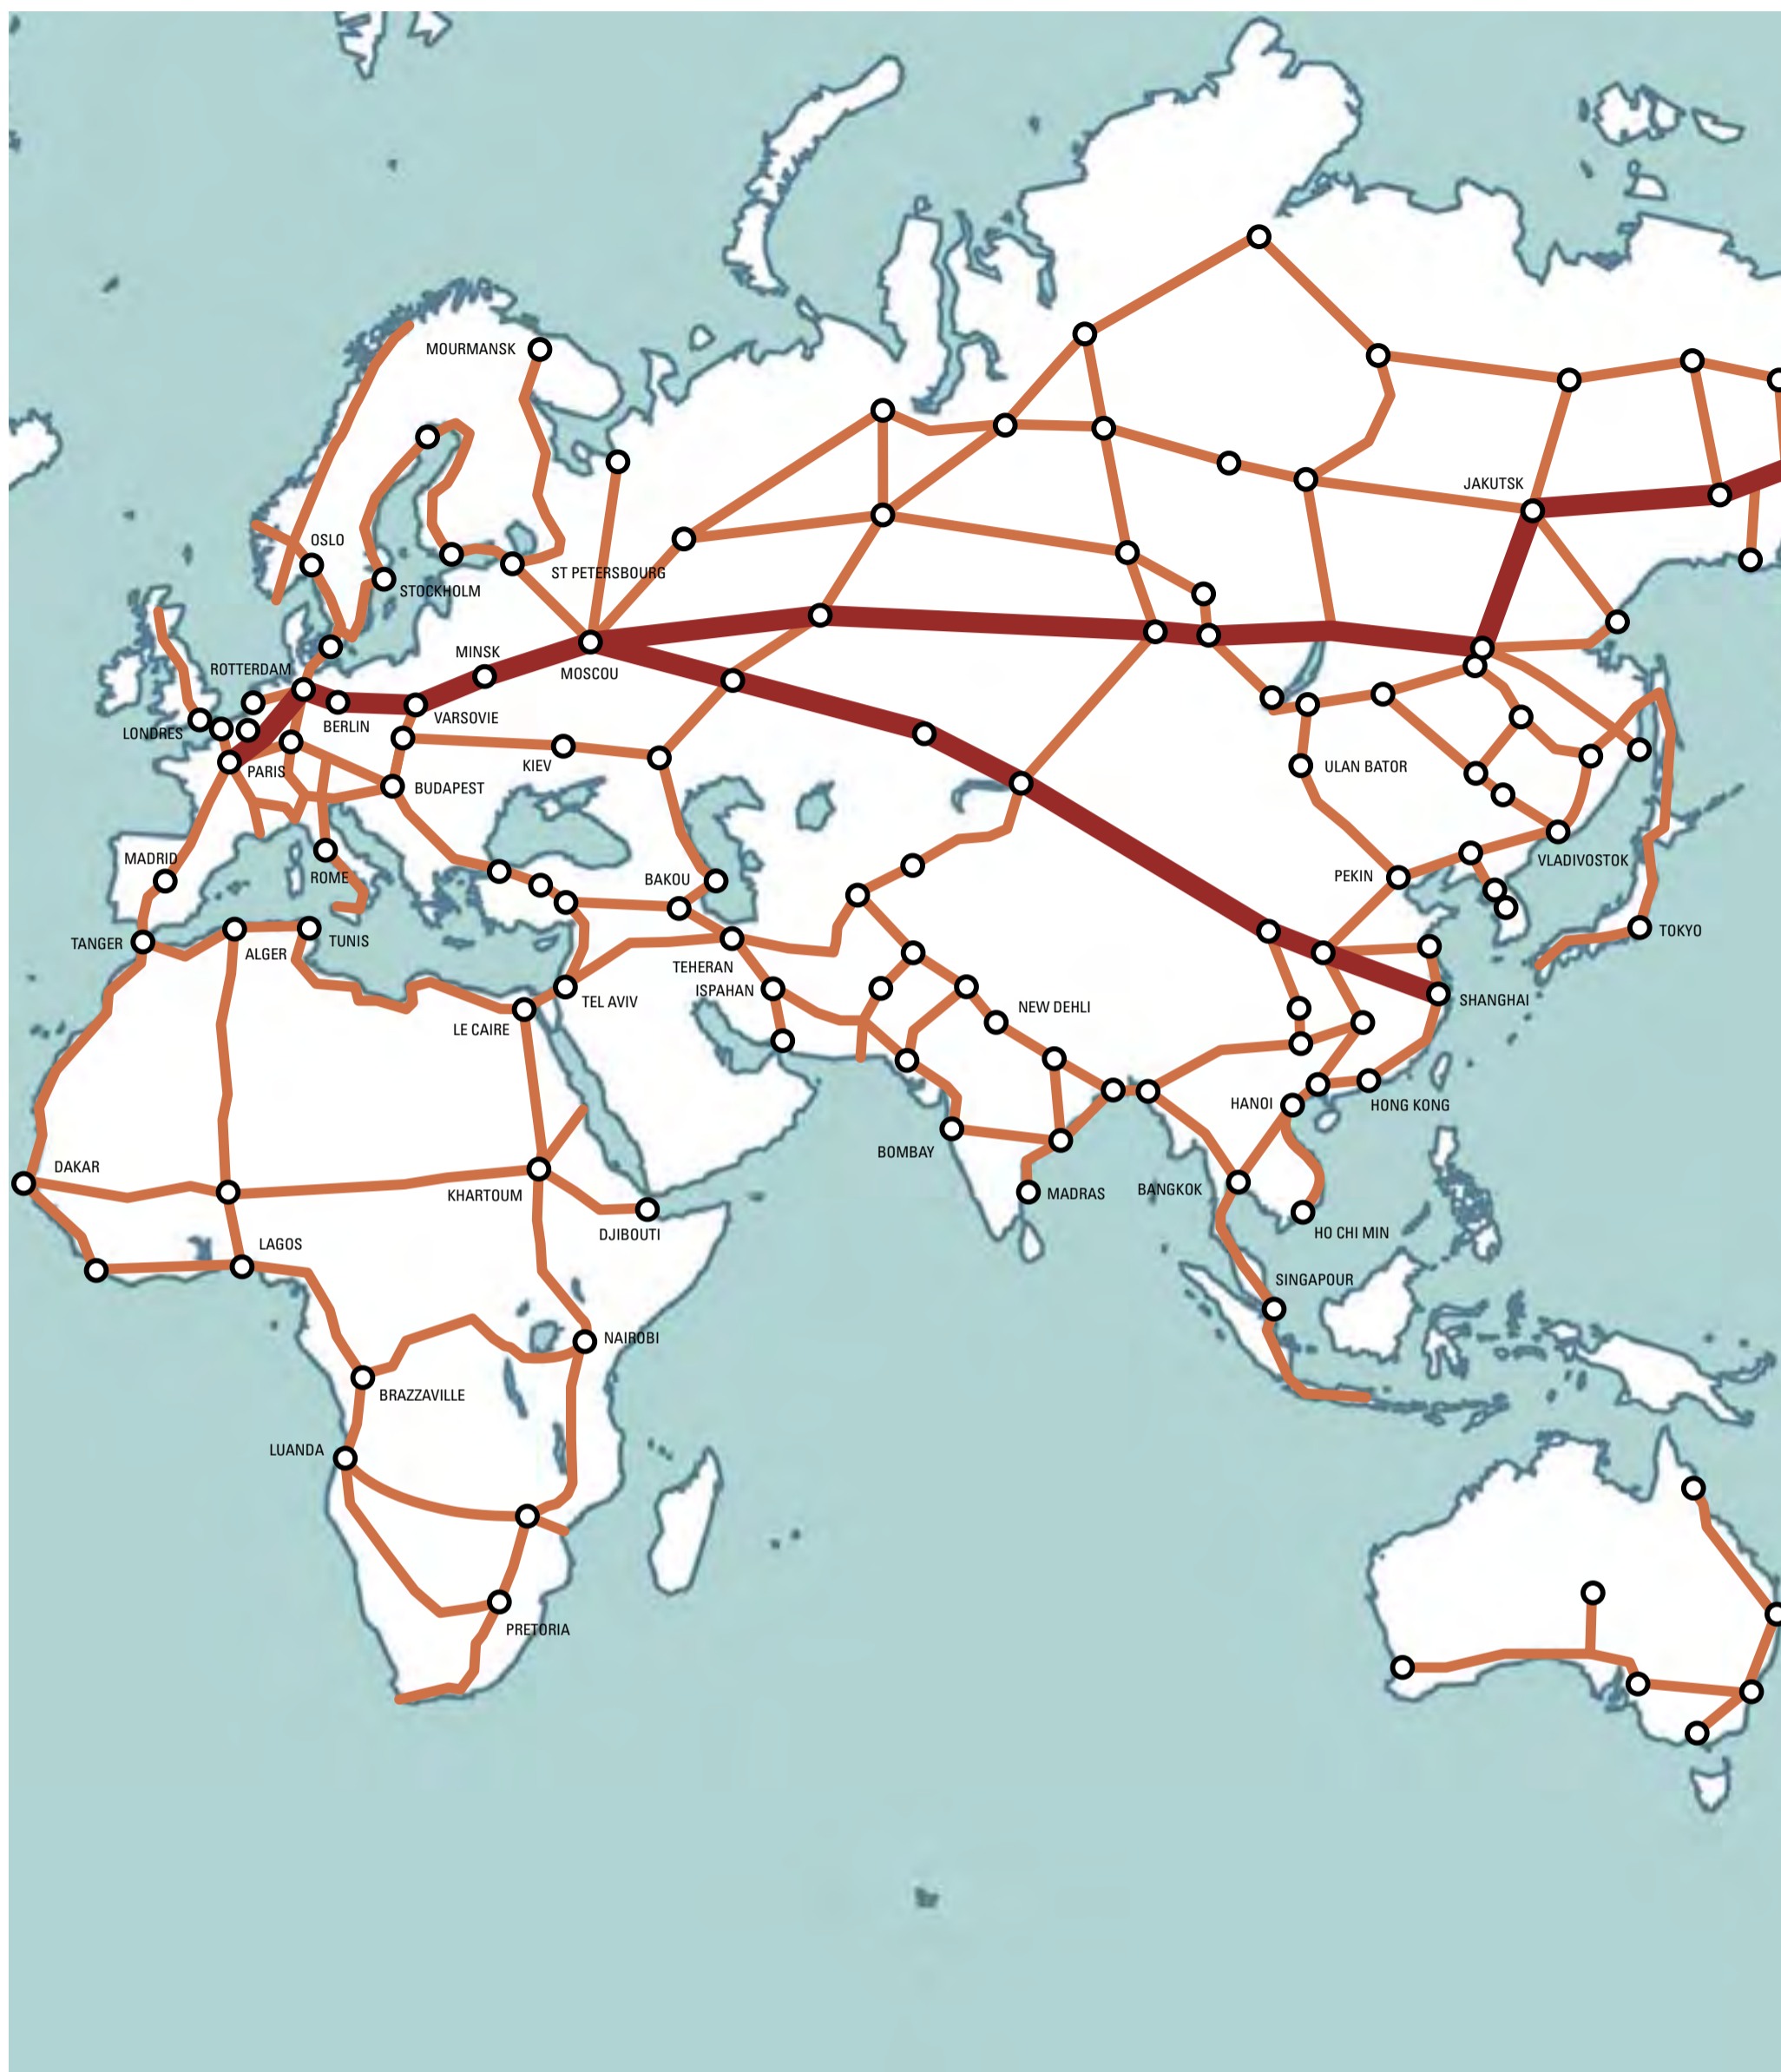 MOURMANSK
JAKUTSK
OSLO
ST PETERSBOURG
STOCKHOLM
MINSK
ROTTERDAM
MOSCOU
VARSOVIE
BERLIN
LONDRES
KIEV
ULAN BATOR
PARIS
BUDAPEST
MADRID
VLADIVOSTOK
ROME
BAKOU
PEKIN
TOKYO
TANGER
TUNIS
ALGER
TEHERAN
ISPAHAN
TEL AVIV
SHANGHAI
NEW DEHLI
LE CAIRE
HANOI
HONG KONG
BOMBAY
DAKAR
KHARTOUM
MADRAS
BANGKOK
DJIBOUTI
HO CHI MIN
LAGOS
SINGAPOUR
NAIROBI
BRAZZAVILLE
LUANDA
PRETORIA